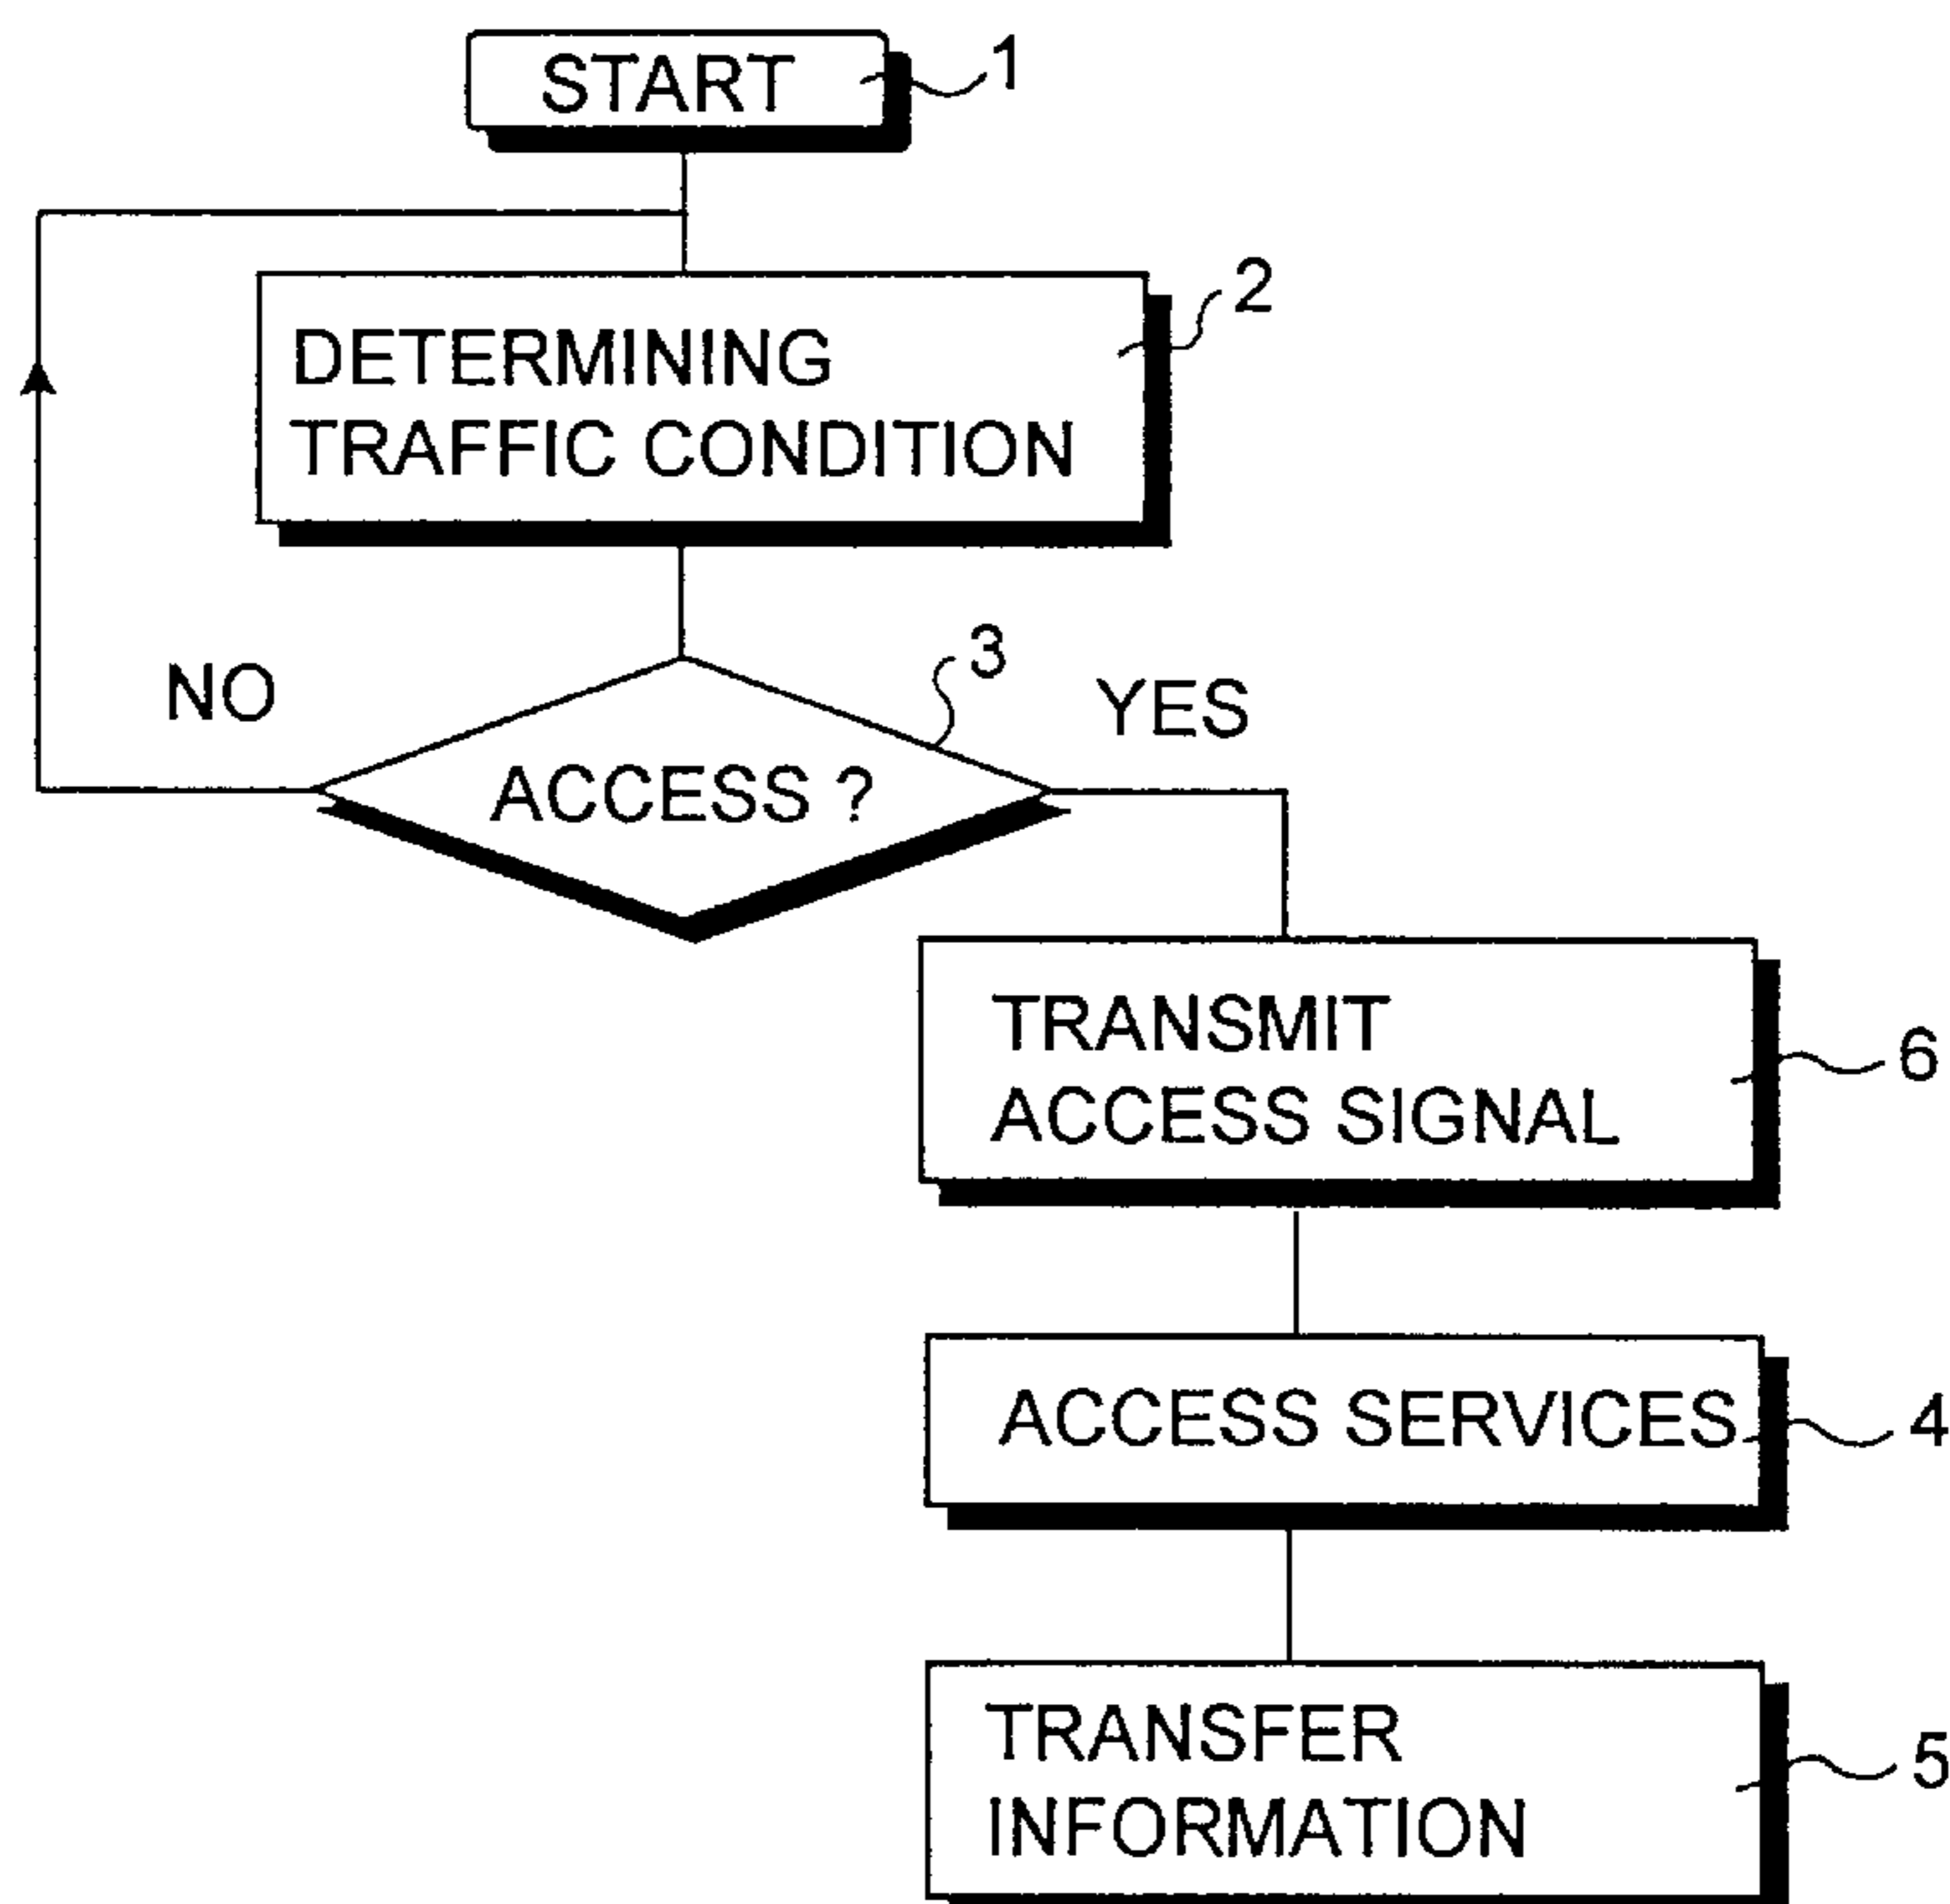 START
1
DETERMINING
TRAFFIC CONDITION
2
NO
ACCESS ?
3
YES
TRANSMIT
ACCESS SIGNAL
6
ACCESS SERVICES
4
TRANSFER
INFORMATION
5